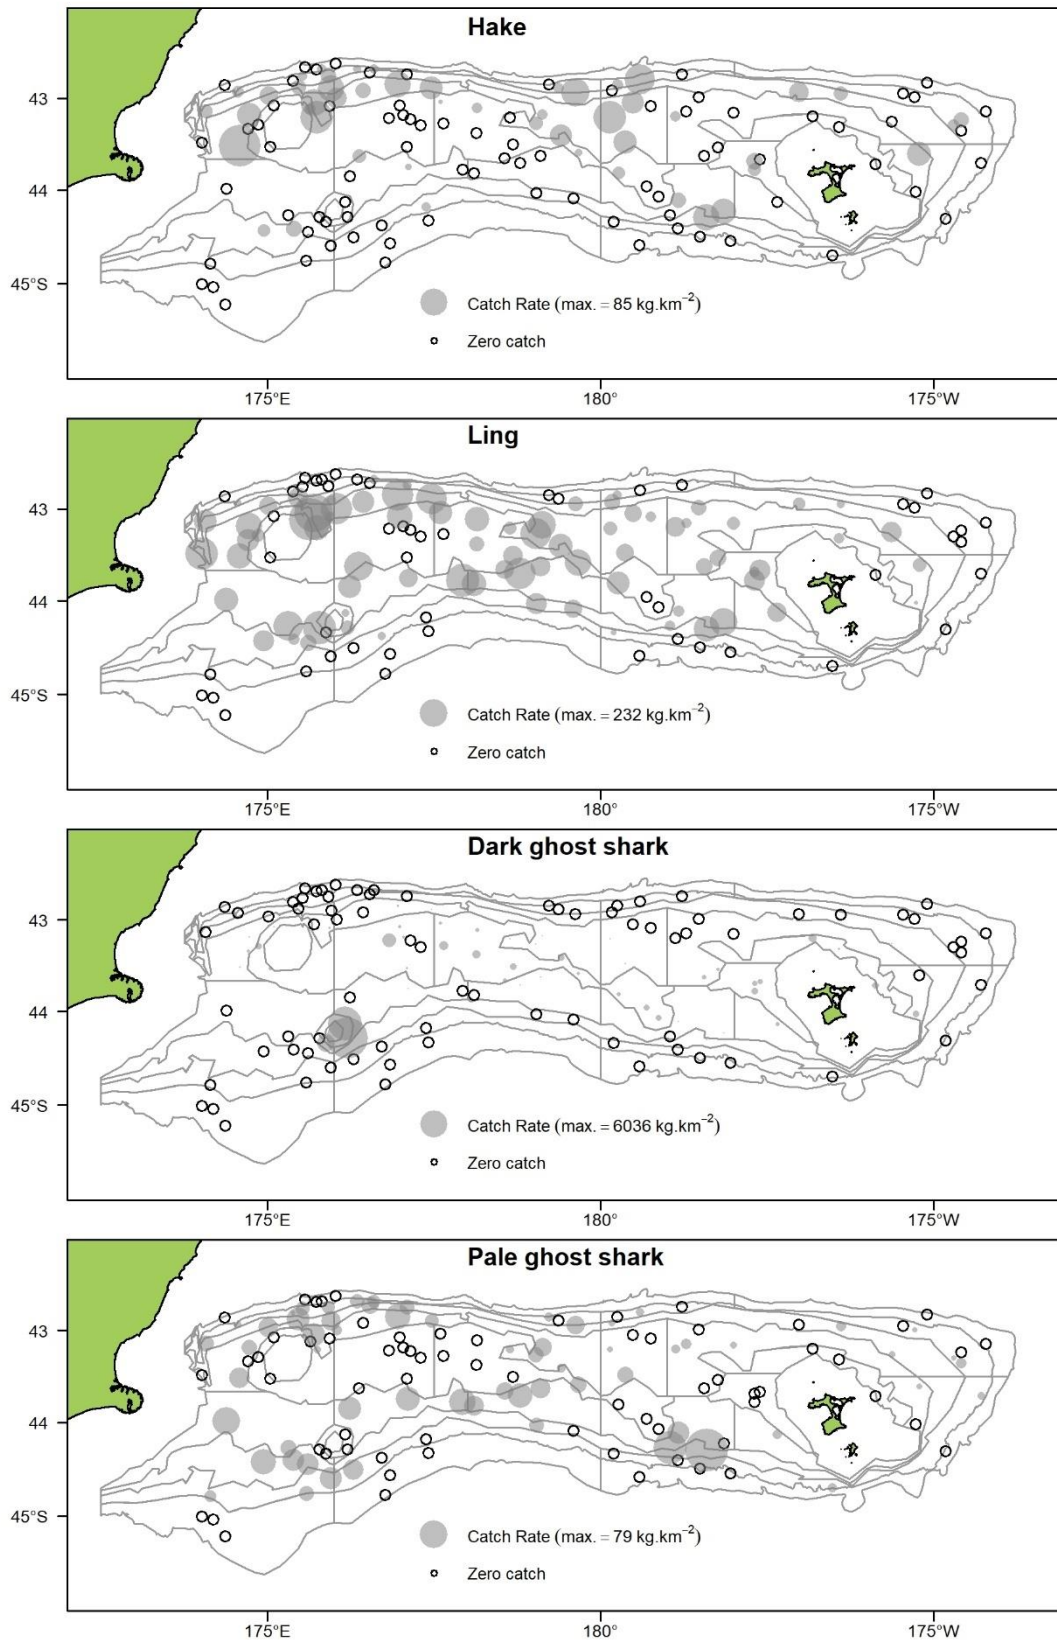 Hake
43
44
45°S
Catch Rate (max. = 85 kg.km⁻²)
Zero catch
175°E 180° 175°W
Ling
43
44
45°S
Catch Rate (max. = 232 kg.km⁻²)
Zero catch
175°E 180° 175°W
Dark ghost shark
43
44
45°S
Catch Rate (max. = 6036 kg.km⁻²)
Zero catch
175°E 180° 175°W
Pale ghost shark
43
44
45°S
Catch Rate (max. = 79 kg.km⁻²)
Zero catch
175°E 180° 175°W